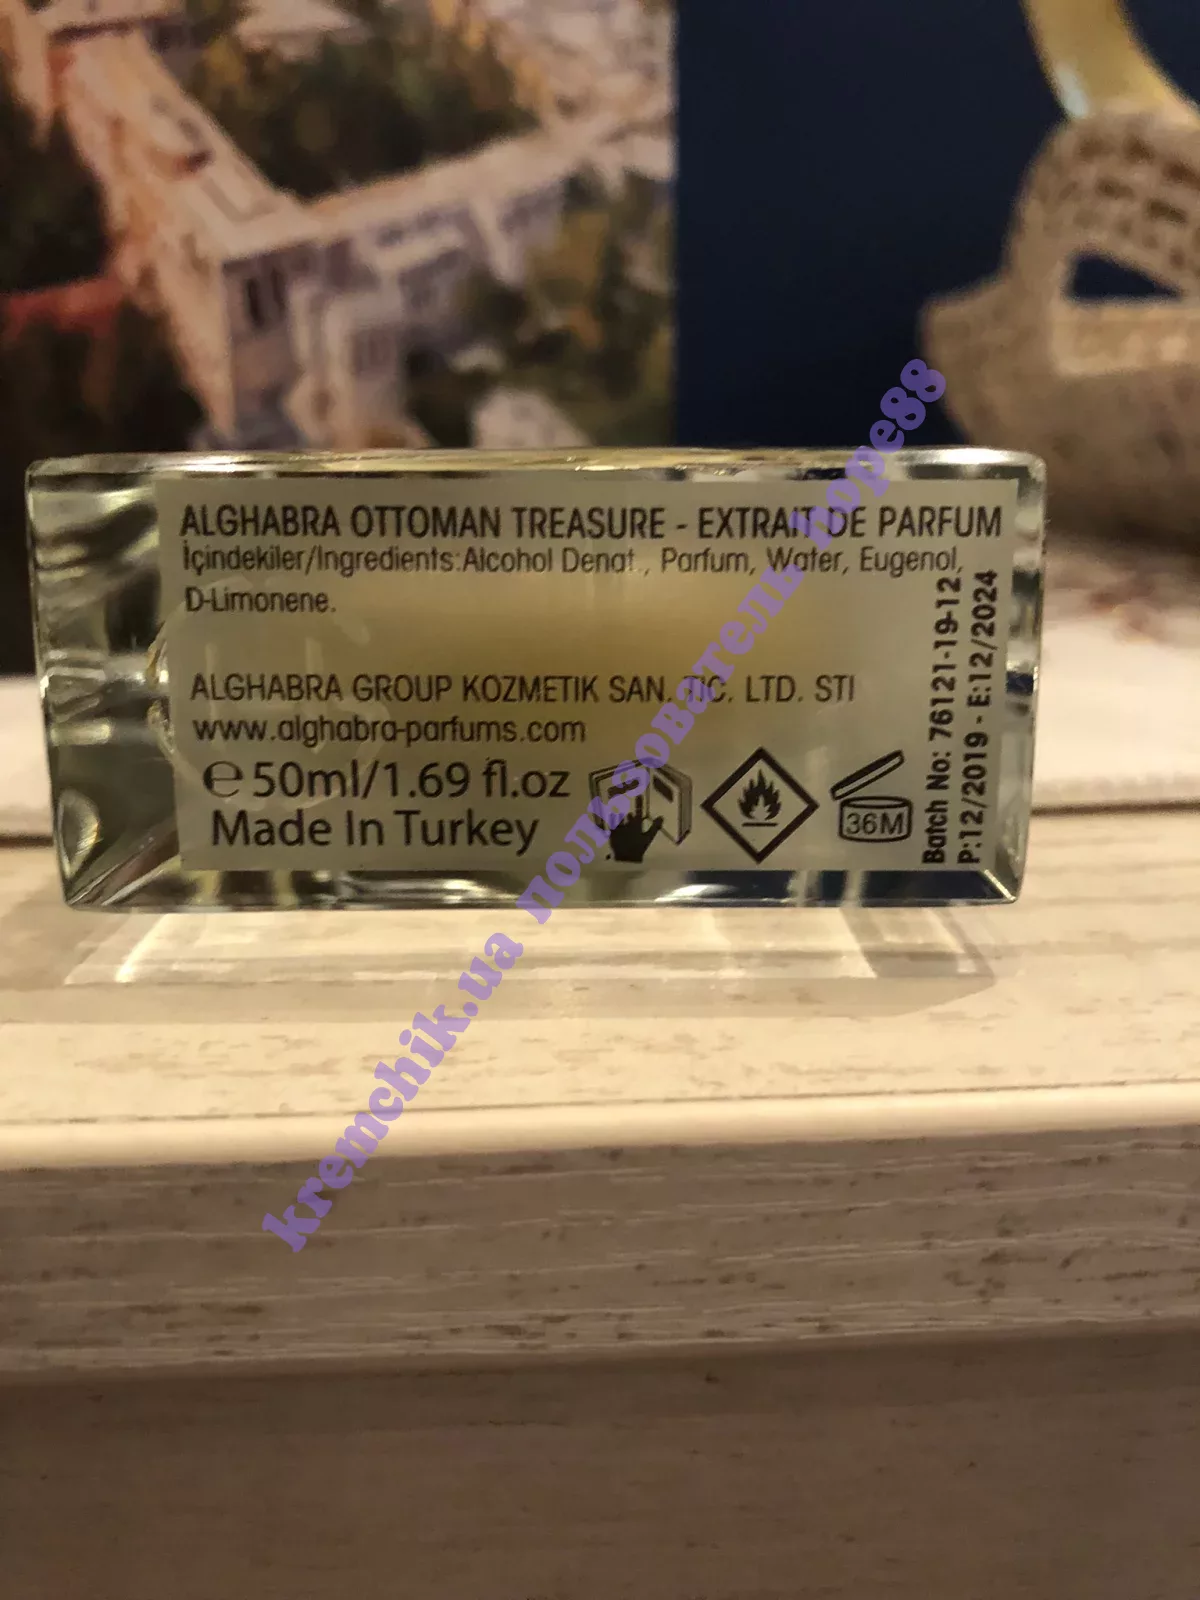 ALGHABRA OTTOMAN TREASURE - EXTRAIT DE PARFUM
İçindekiler/Ingredients:Alcohol Denat., Parfum, Water, Eugenol,
D-Limonene.
ALGHABRA GROUP KOZMETIK SAN. TIC. LTD. STI
www.alghabra-parfums.com
℮50ml/1.69 fl.oz
Made In Turkey
36M
Batch No: 76121-19-12
P:12/2019 - E:12/2024
kremchik.ua пользователь nope88